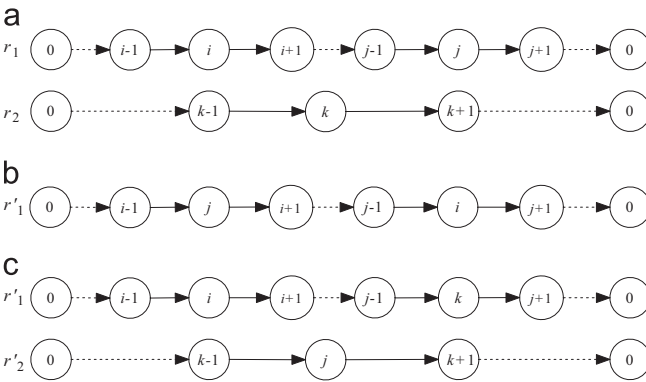 a
r1 0 i-1 i i+1 j-1 j j+1 0
r2 0 k-1 k k+1 0
b
r'1 0 i-1 j i+1 j-1 i j+1 0
c
r'1 0 i-1 i i+1 j-1 k j+1 0
r'2 0 k-1 j k+1 0